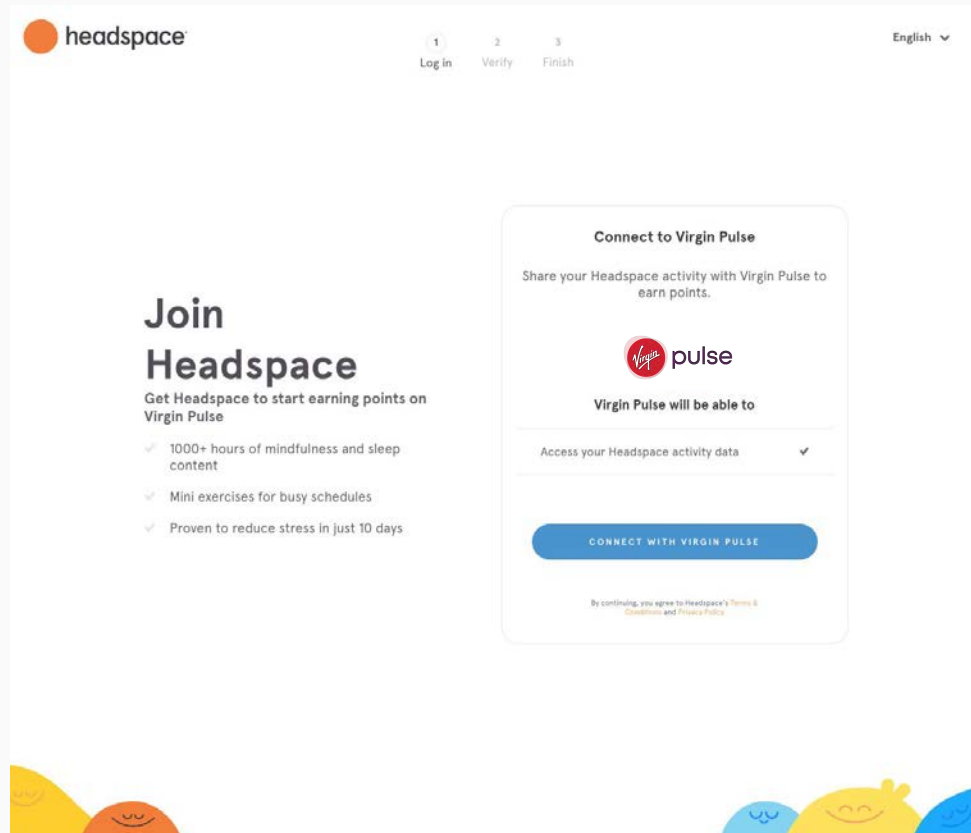 headspace
1 2 3
Log in Verify Finish
English
Join
Headspace
Get Headspace to start earning points on
Virgin Pulse
1000+ hours of mindfulness and sleep
content
Mini exercises for busy schedules
Proven to reduce stress in just 10 days
Connect to Virgin Pulse
Share your Headspace activity with Virgin Pulse to
earn points.
Virgin pulse
Virgin Pulse will be able to
Access your Headspace activity data
CONNECT WITH VIRGIN PULSE
By continuing, you agree to Headspace's Terms &
Conditions and Privacy Policy